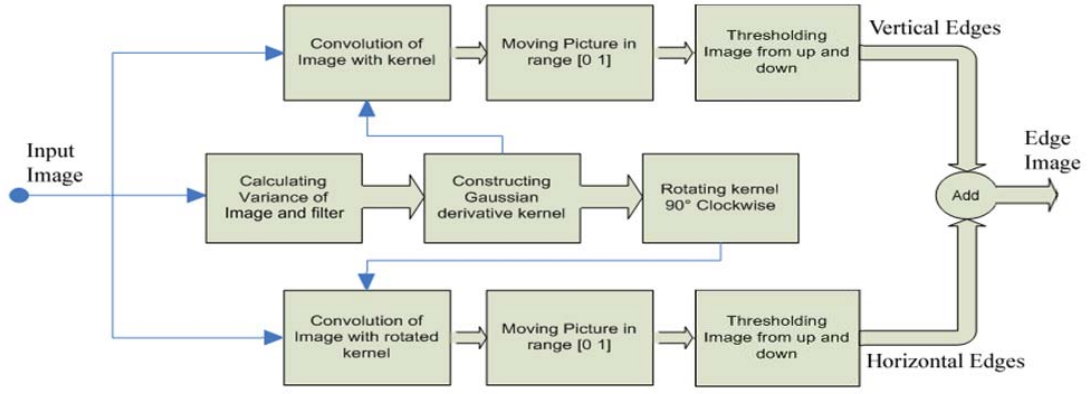 Convolution of
Image with kernel
Moving Picture in
range [0 1]
Thresholding
Image from up and
down
Vertical Edges
Input
Image
Calculating
Variance of
Image and filter
Constructing
Gaussian
derivative kernel
Rotating kernel
90° Clockwise
Add
Edge
Image
Convolution of
Image with rotated
kernel
Moving Picture in
range [0 1]
Thresholding
Image from up and
down
Horizontal Edges